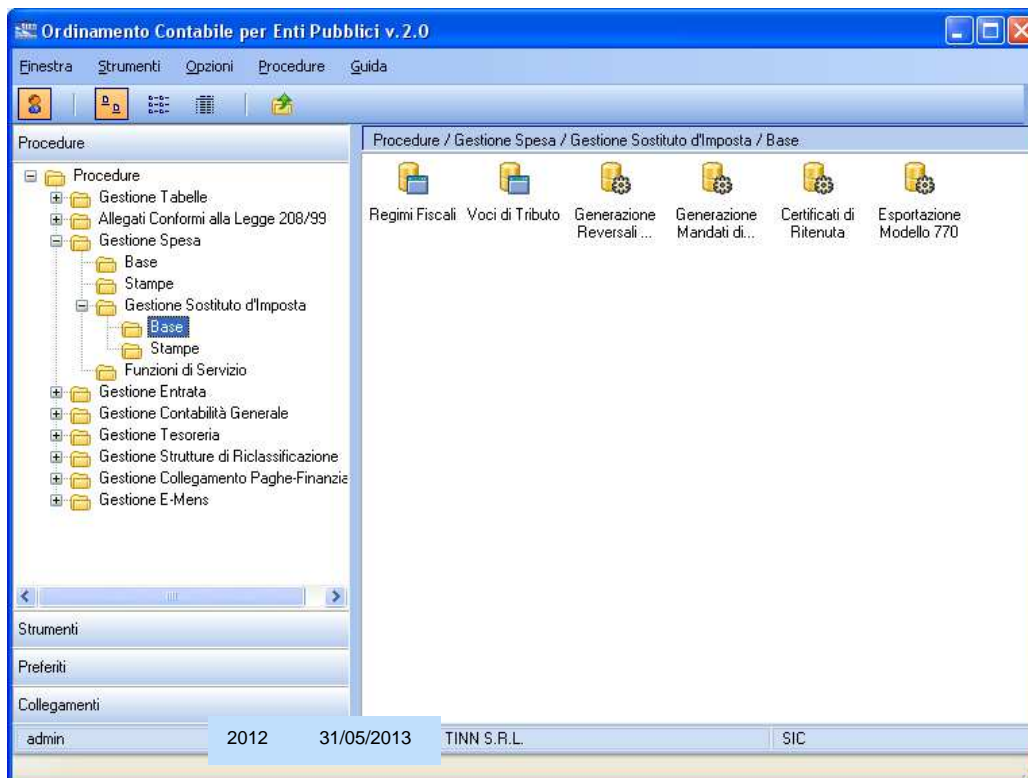 Ordinamento Contabile per Enti Pubblici v.2.0
Finestra Strumenti Opzioni Procedure Guida
Procedure
Procedure
Gestione Tabelle
Allegati Conformi alla Legge 208/99
Gestione Spesa
Base
Stampe
Gestione Sostituto d'Imposta
Base
Stampe
Funzioni di Servizio
Gestione Entrata
Gestione Contabilità Generale
Gestione Tesoreria
Gestione Strutture di Riclassificazione
Gestione Collegamento Paghe-Finanzia
Gestione E-Mens
Strumenti
Preferiti
Collegamenti
Procedure / Gestione Spesa / Gestione Sostituto d'Imposta / Base
Regimi Fiscali
Voci di Tributo
Generazione
Reversali ...
Generazione
Mandati di...
Certificati di
Ritenuta
Esportazione
Modello 770
admin 2012 31/05/2013 TINN S.R.L. SIC